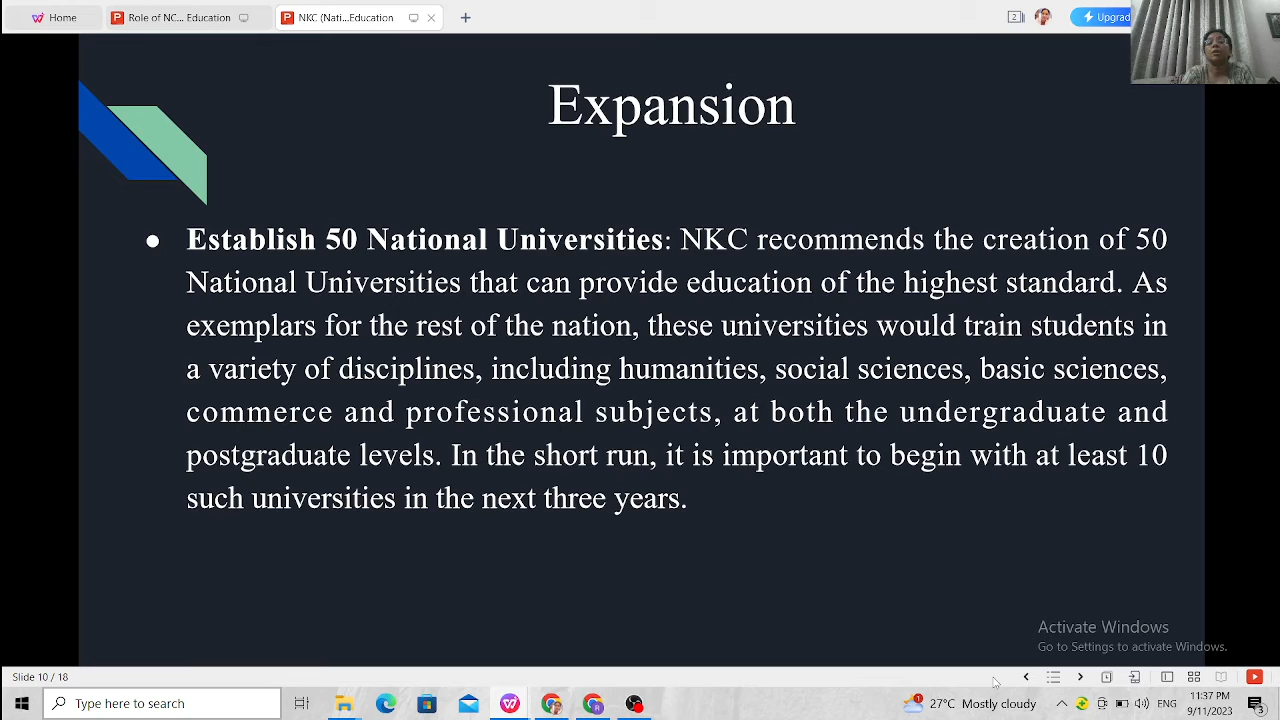 Home
Role of NC... Education
NKC (Nati...Education
2
Upgrad
Expansion
● Establish 50 National Universities: NKC recommends the creation of 50
National Universities that can provide education of the highest standard. As
exemplars for the rest of the nation, these universities would train students in
a variety of disciplines, including humanities, social sciences, basic sciences,
commerce and professional subjects, at both the undergraduate and
postgraduate levels. In the short run, it is important to begin with at least 10
such universities in the next three years.
Activate Windows
Go to Settings to activate Windows.
Slide 10 / 18
Type here to search
27°C Mostly cloudy
ENG
11:37 PM
9/11/2023
3